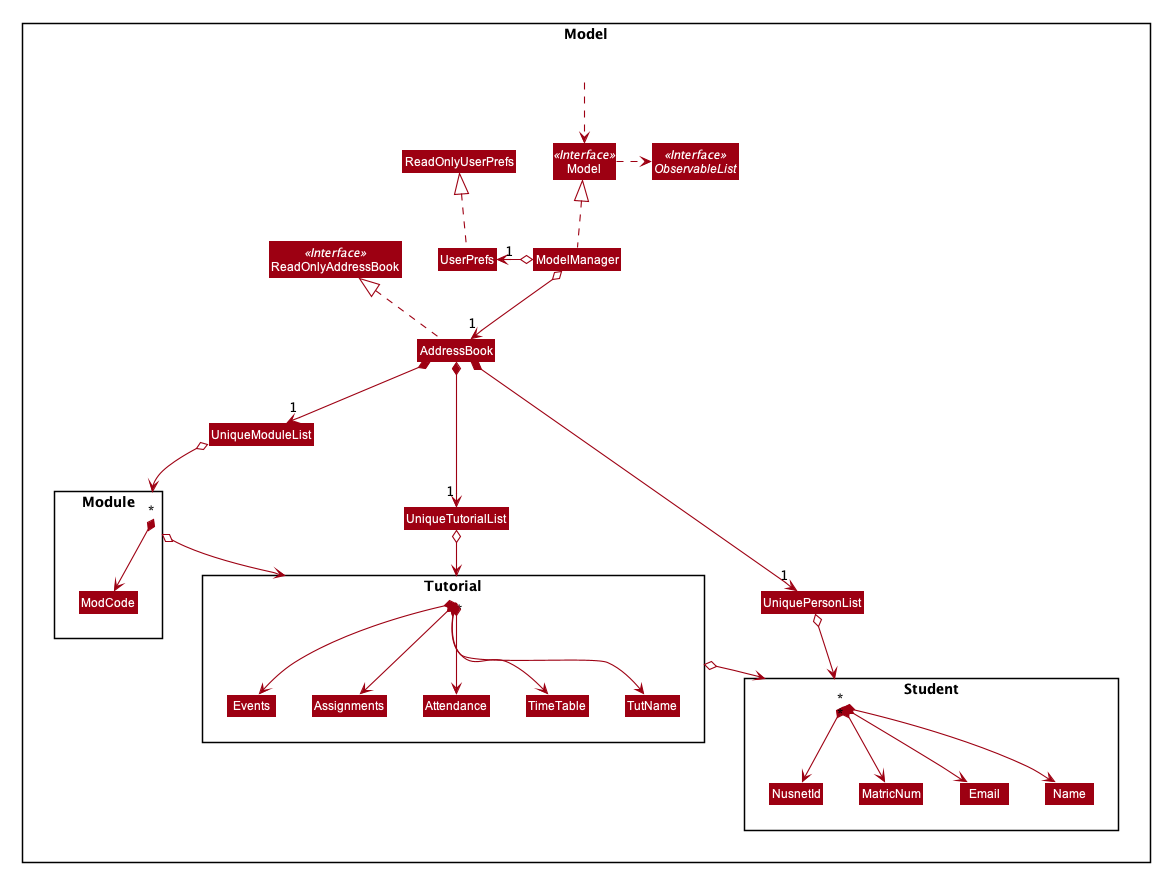 Model
ReadOnlyUserPrefs
«Interface»
Model
«Interface»
ObservableList
«Interface»
ReadOnlyAddressBook
UserPrefs
1
ModelManager
1
AddressBook
1
UniqueModuleList
1
UniqueTutorialList
Module
*
ModCode
1
UniquePersonList
Tutorial
*
Events
Assignments
Attendance
TimeTable
TutName
Student
*
NusnetId
MatricNum
Email
Name